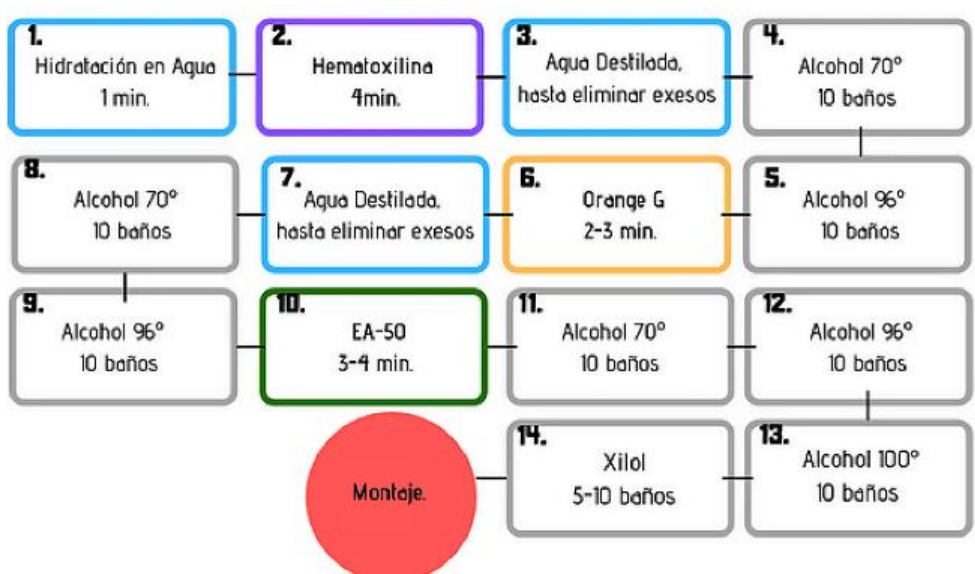 1.
Hidratación en Agua
1 min.
2.
Hematoxilina
4min.
3.
Agua Destilada,
hasta eliminar exesos
4.
Alcohol 70°
10 baños
5.
Alcohol 96°
10 baños
6.
Orange G
2-3 min.
7.
Agua Destilada,
hasta eliminar exesos
8.
Alcohol 70°
10 baños
9.
Alcohol 96°
10 baños
10.
EA-50
3-4 min.
11.
Alcohol 70°
10 baños
12.
Alcohol 96°
10 baños
13.
Alcohol 100°
10 baños
14.
Xilol
5-10 baños
Montaje.